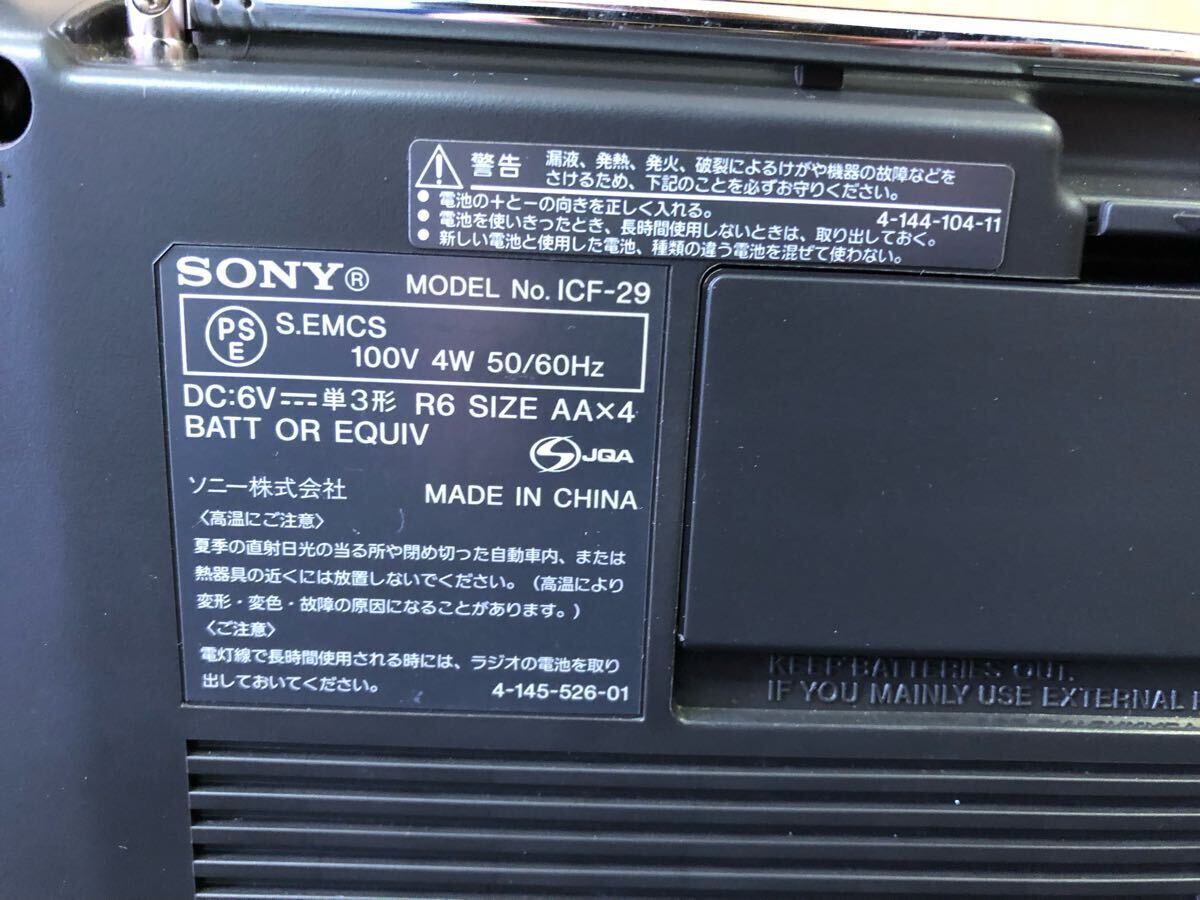 警告 漏液、発熱、発火、破裂によるけがや機器の故障などを
さけるため、下記のことを必ずお守りください。
● 電池の＋とーの向きを正しく入れる。
4-144-104-11
● 電池を使いきったとき、長時間使用しないときは、取り出しておく。
● 新しい電池と使用した電池、種類の違う電池を混ぜて使わない。
SONY® MODEL No. ICF-29
PSE S.EMCS
100V 4W 50/60Hz
DC:6V⎓単3形 R6 SIZE AA×4
BATT OR EQUIV
S JQA
ソニー株式会社 MADE IN CHINA
〈高温にご注意〉
夏季の直射日光の当る所や閉め切った自動車内、または
熱器具の近くには放置しないでください。（高温により
変形・変色・故障の原因になることがあります。）
〈ご注意〉
電灯線で長時間使用される時には、ラジオの電池を取り
出しておいてください。 4-145-526-01
KEEP BATTERIES OUT.
IF YOU MAINLY USE EXTERNAL